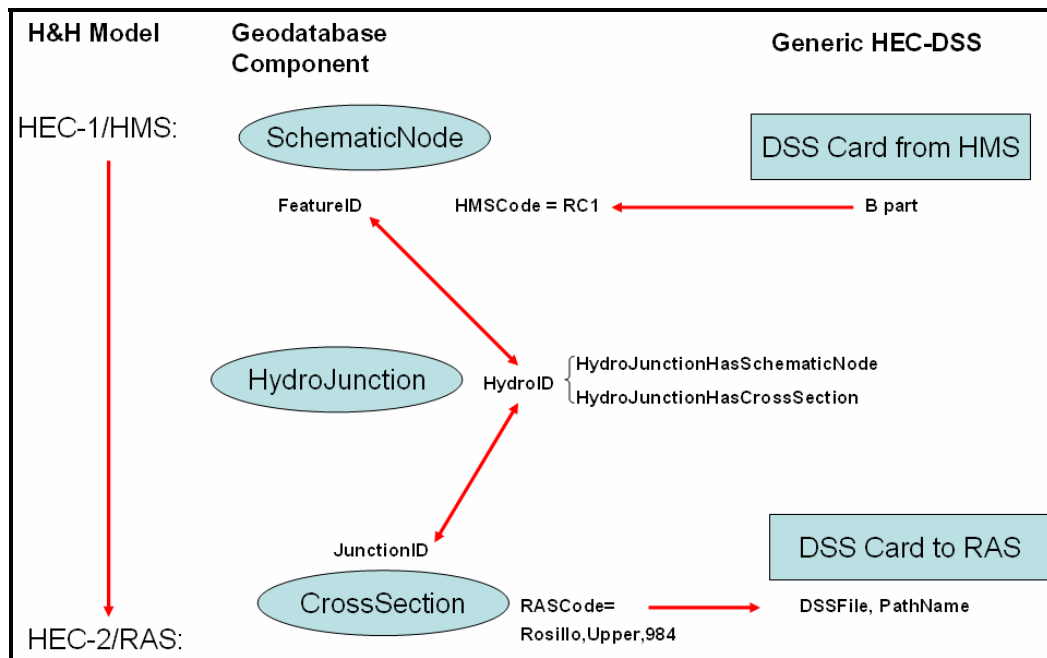 H&H Model
Geodatabase
Component
Generic HEC-DSS
HEC-1/HMS:
SchematicNode
DSS Card from HMS
FeatureID
HMSCode = RC1
B part
HydroJunction
HydroID
HydroJunctionHasSchematicNode
HydroJunctionHasCrossSection
JunctionID
DSS Card to RAS
CrossSection
RASCode=
Rosillo,Upper,984
DSSFile, PathName
HEC-2/RAS: